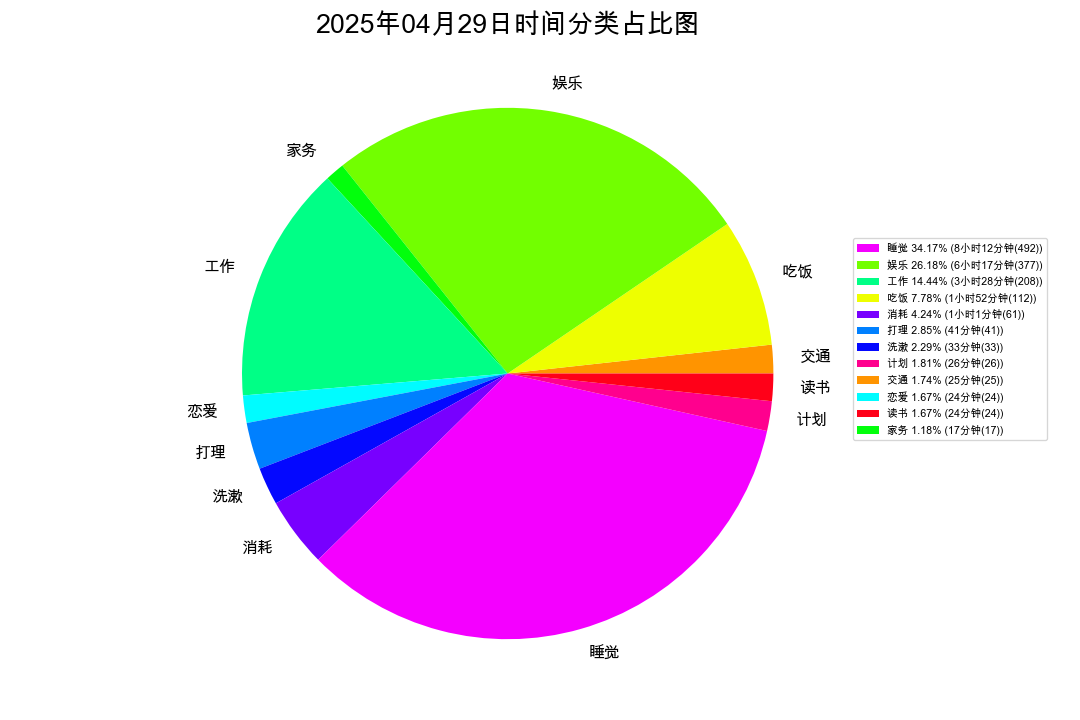 2025年04月29日时间分类占比图
娱乐
家务
工作
吃饭
交通
读书
计划
恋爱
打理
洗漱
消耗
睡觉
睡觉 34.17% (8小时12分钟(492))
娱乐 26.18% (6小时17分钟(377))
工作 14.44% (3小时28分钟(208))
吃饭 7.78% (1小时52分钟(112))
消耗 4.24% (1小时1分钟(61))
打理 2.85% (41分钟(41))
洗漱 2.29% (33分钟(33))
计划 1.81% (26分钟(26))
交通 1.74% (25分钟(25))
恋爱 1.67% (24分钟(24))
读书 1.67% (24分钟(24))
家务 1.18% (17分钟(17))